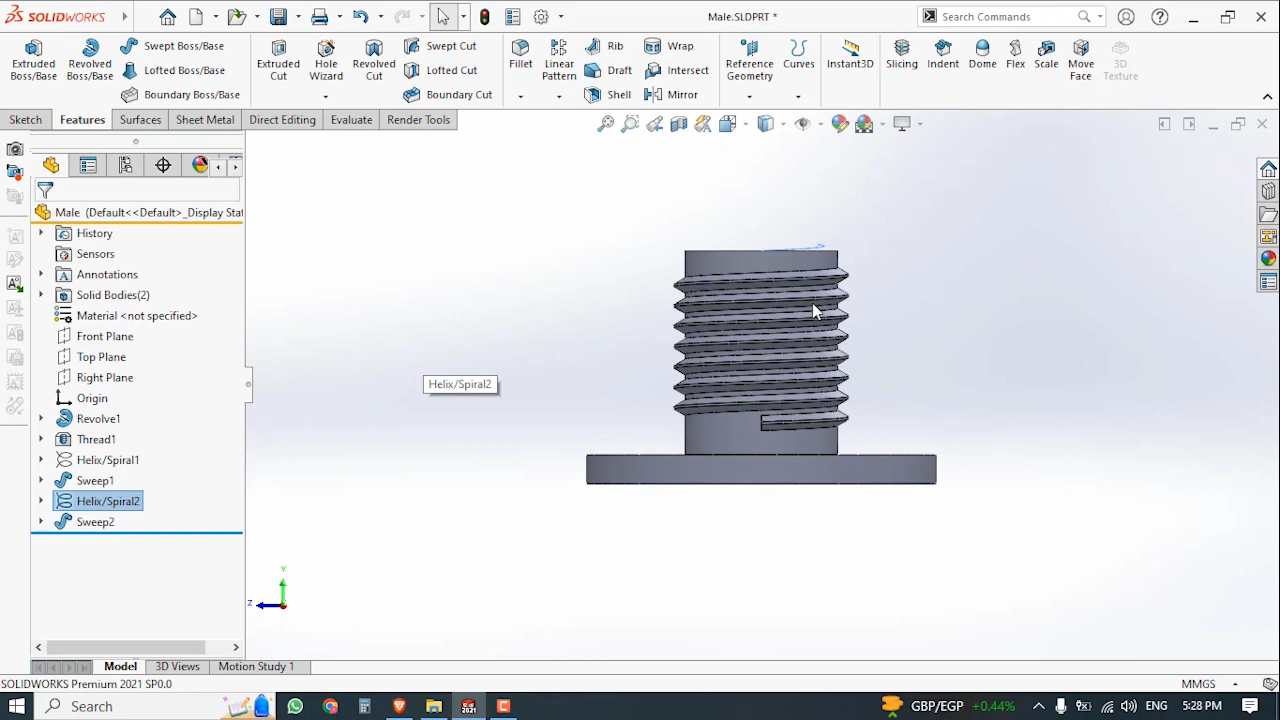 SOLIDWORKS
Male.SLDPRT *
Search Commands
Extruded Boss/Base
Revolved Boss/Base
Swept Boss/Base
Lofted Boss/Base
Boundary Boss/Base
Extruded Cut
Hole Wizard
Revolved Cut
Swept Cut
Lofted Cut
Boundary Cut
Fillet
Linear Pattern
Rib
Draft
Shell
Wrap
Intersect
Mirror
Reference Geometry
Curves
Instant3D
Slicing
Indent
Dome
Flex
Scale
Move Face
3D Texture
Sketch
Features
Surfaces
Sheet Metal
Direct Editing
Evaluate
Render Tools
Male (Default<<Default>_Display Sta
History
Sensors
Annotations
Solid Bodies(2)
Material <not specified>
Front Plane
Top Plane
Right Plane
Origin
Revolve1
Thread1
Helix/Spiral1
Sweep1
Helix/Spiral2
Sweep2
Helix/Spiral2
Y
Z
Model
3D Views
Motion Study 1
SOLIDWORKS Premium 2021 SP0.0
MMGS
Search
GBP/EGP +0.44%
ENG
5:28 PM